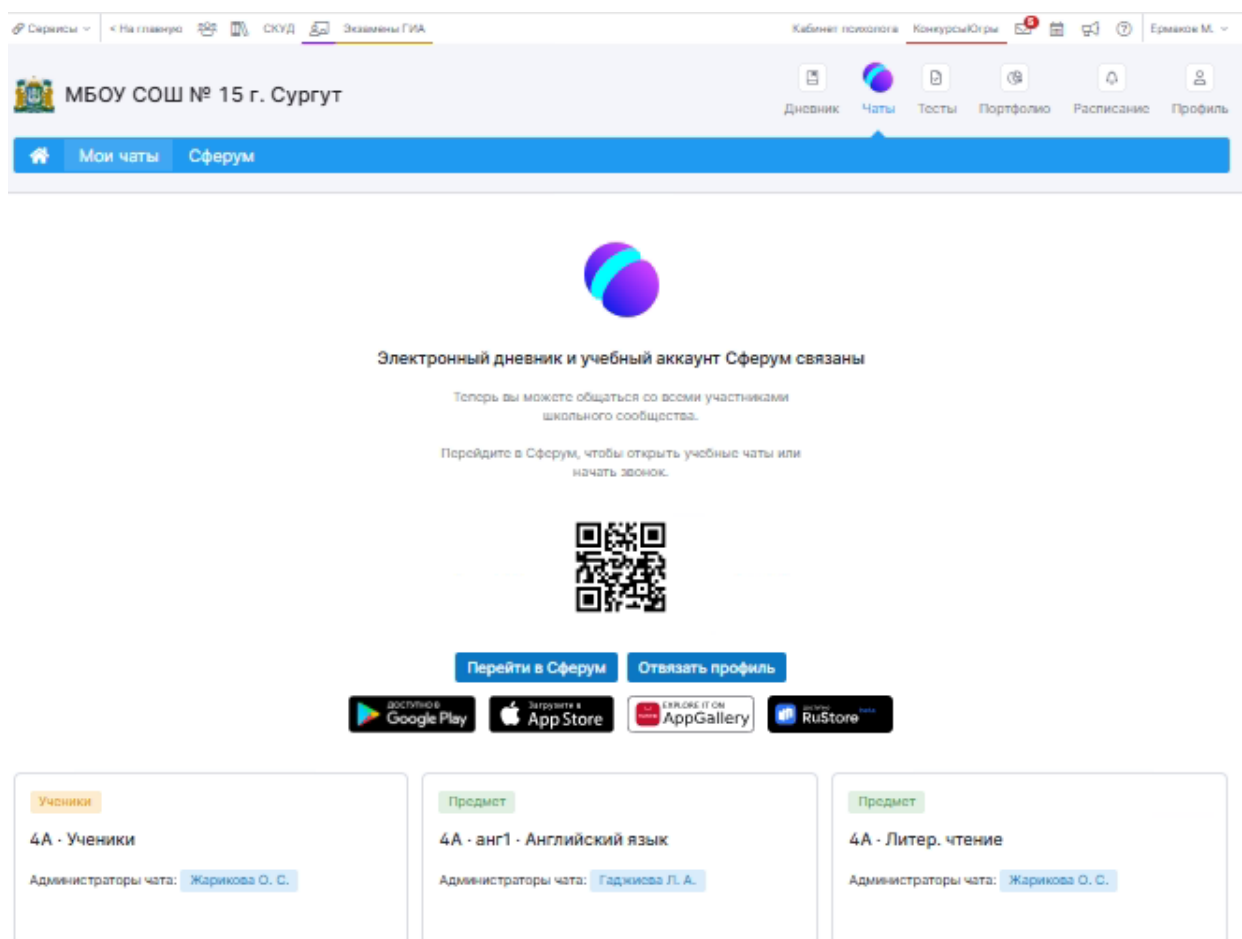 Сервисы
< На главную
СКУД
Экзамены ГИА
Кабинет психолога
КонкурсыЮгры
5
Ермаков М.
МБОУ СОШ № 15 г. Сургут
Дневник
Чаты
Тесты
Портфолио
Расписание
Профиль
Мои чаты
Сферум
Электронный дневник и учебный аккаунт Сферум связаны
Теперь вы можете общаться со всеми участниками
школьного сообщества.
Перейдите в Сферум, чтобы открыть учебные чаты или
начать звонок.
Перейти в Сферум
Отвязать профиль
ДОСТУПНО В
Google Play
Загрузите в
App Store
EXPLORE IT ON
AppGallery
RuStore
Ученики
4А · Ученики
Администраторы чата: Жарикова О. С.
Предмет
4А · анг1 · Английский язык
Администраторы чата: Гаджиева Л. А.
Предмет
4А · Литер. чтение
Администраторы чата: Жарикова О. С.